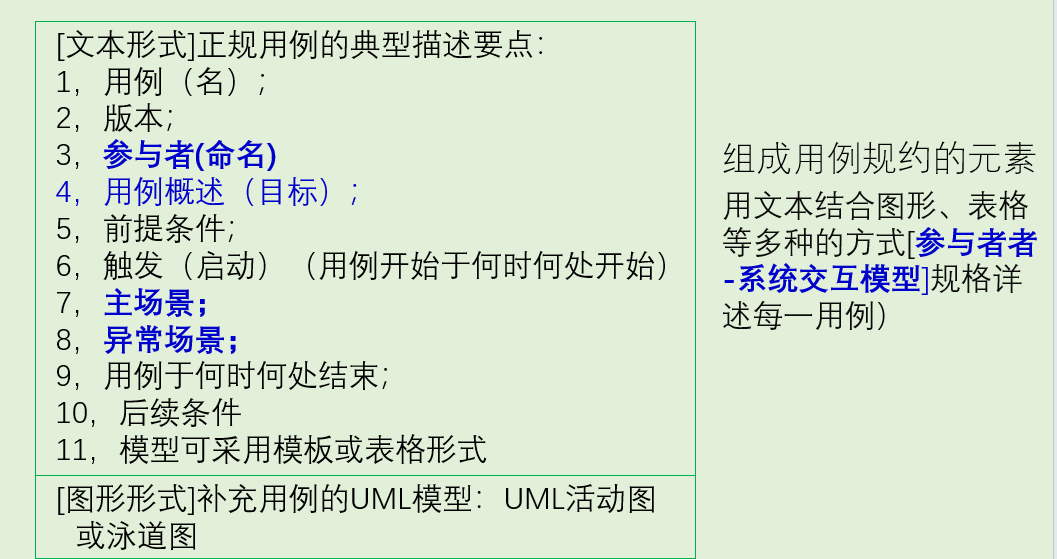 [文本形式]正规用例的典型描述要点：
1，用例（名）;
2，版本;
3，参与者(命名)
4，用例概述（目标）;
5，前提条件;
6，触发（启动）（用例开始于何时何处开始）
7，主场景；
8，异常场景；
9，用例于何时何处结束;
10，后续条件
11，模型可采用模板或表格形式
[图形形式]补充用例的UML模型：UML活动图
或泳道图
组成用例规约的元素
用文本结合图形、表格
等多种的方式[参与者者
-系统交互模型]规格详
述每一用例）